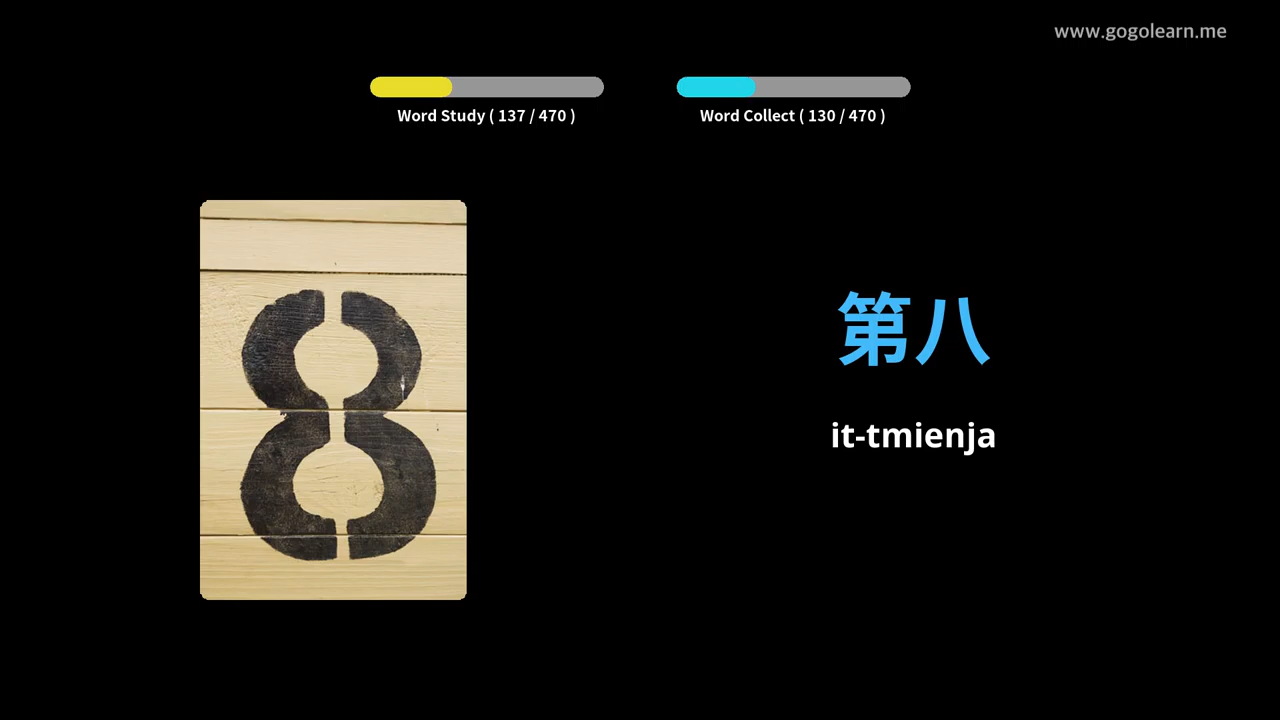 www.gogolearn.me
Word Study ( 137 / 470 )
Word Collect ( 130 / 470 )
8
第八
it-tmienja